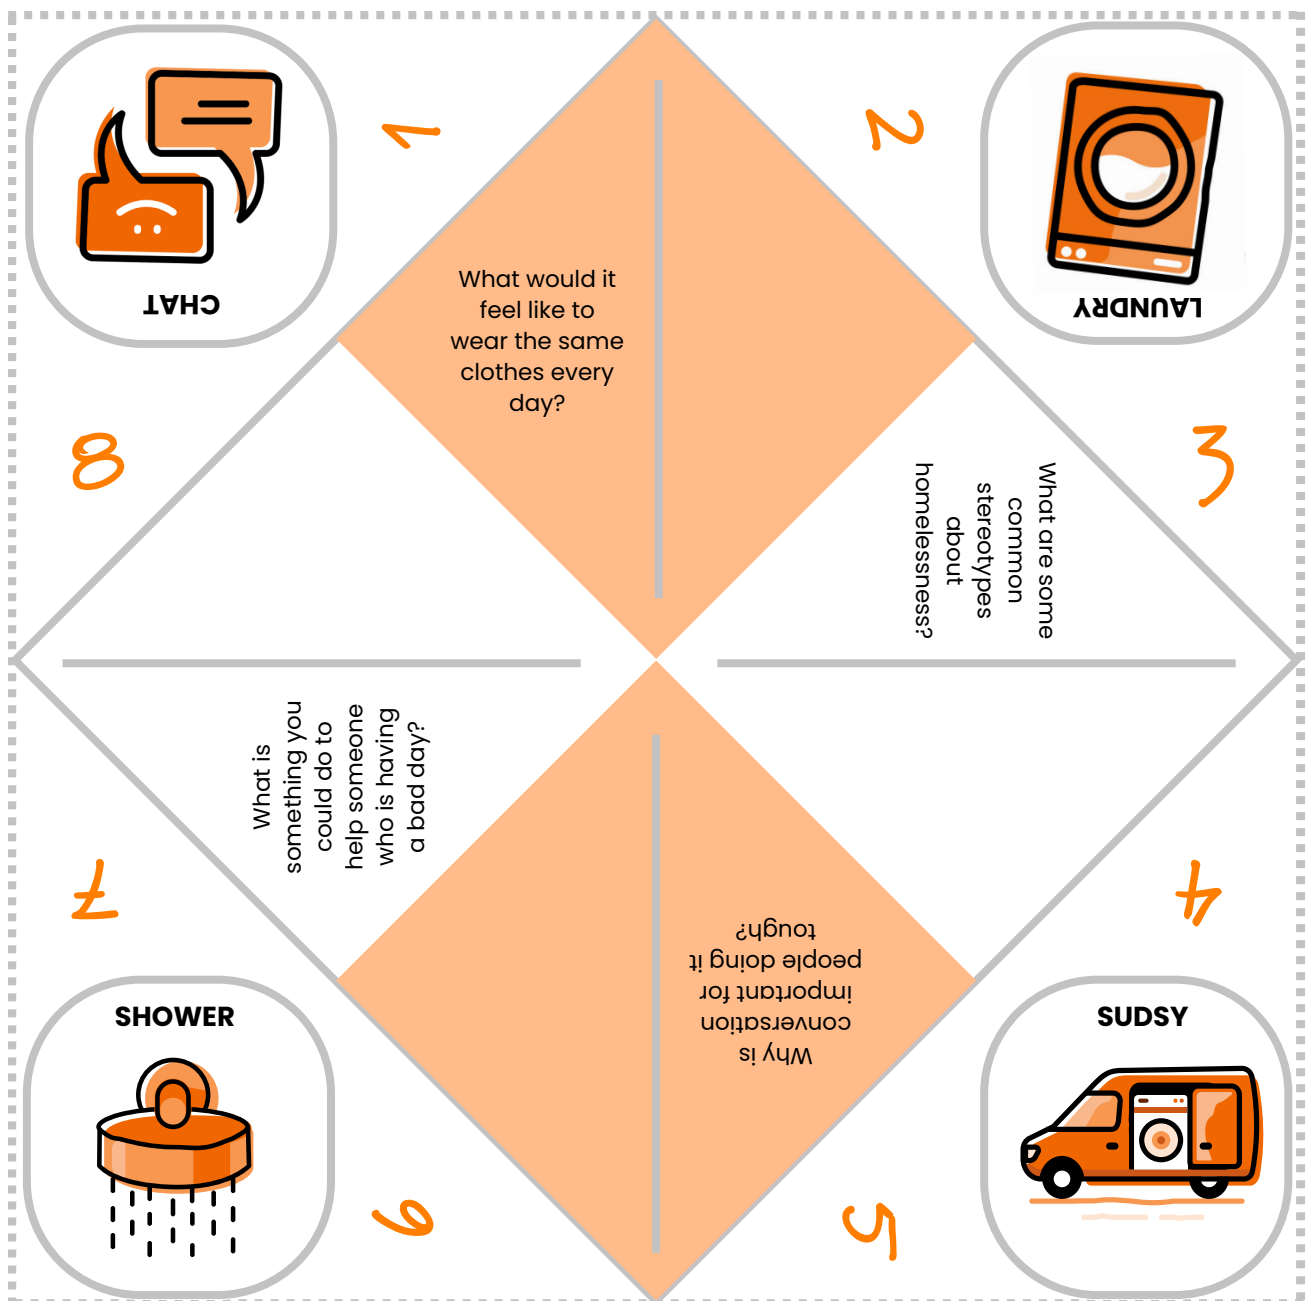 CHAT
1
2
LAUNDRY
What would it
feel like to
wear the same
clothes every
day?
8
3
What are some
common
stereotypes
about
homelessness?
What is
something you
could do to
help someone
who is having
a bad day?
7
4
Why is
conversation
important for
people doing it
tough?
SHOWER
SUDSY
6
5